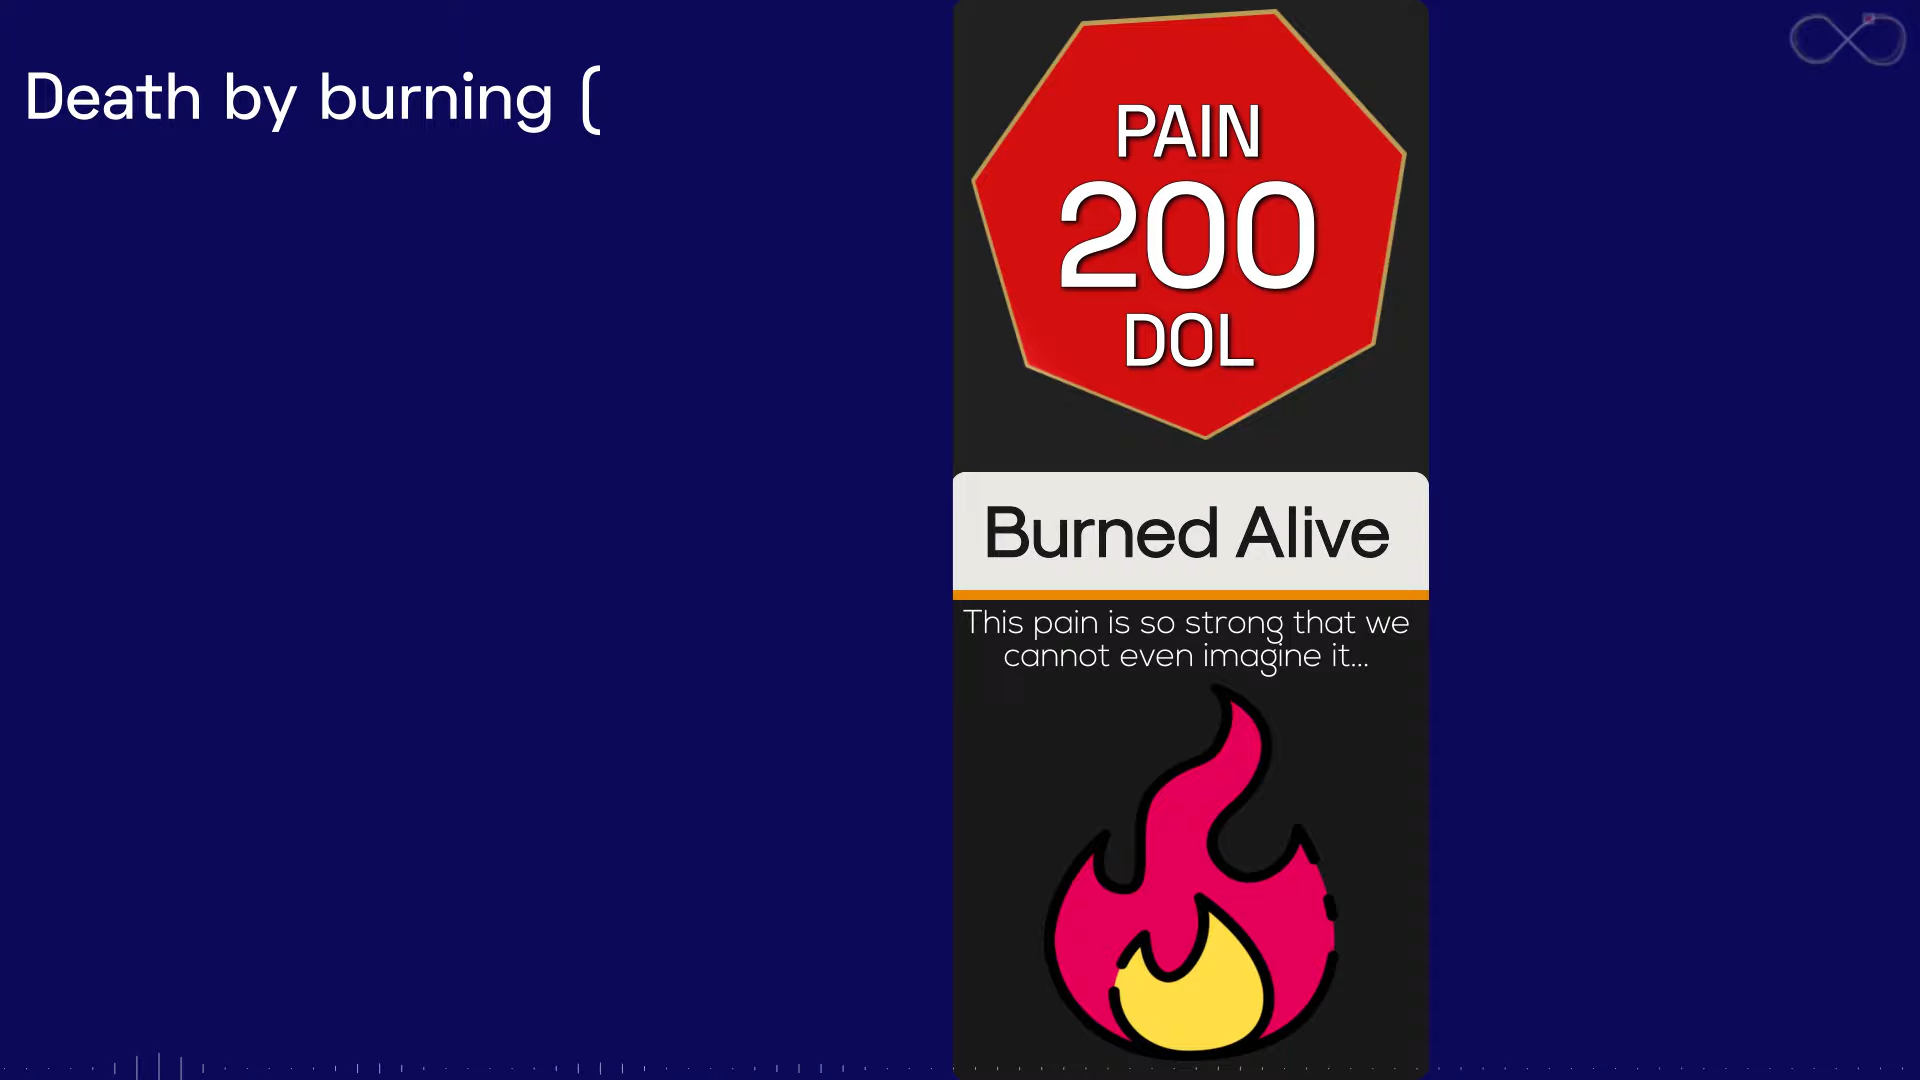 Death by burning (
PAIN
200
DOL
Burned Alive
This pain is so strong that we
cannot even imagine it...